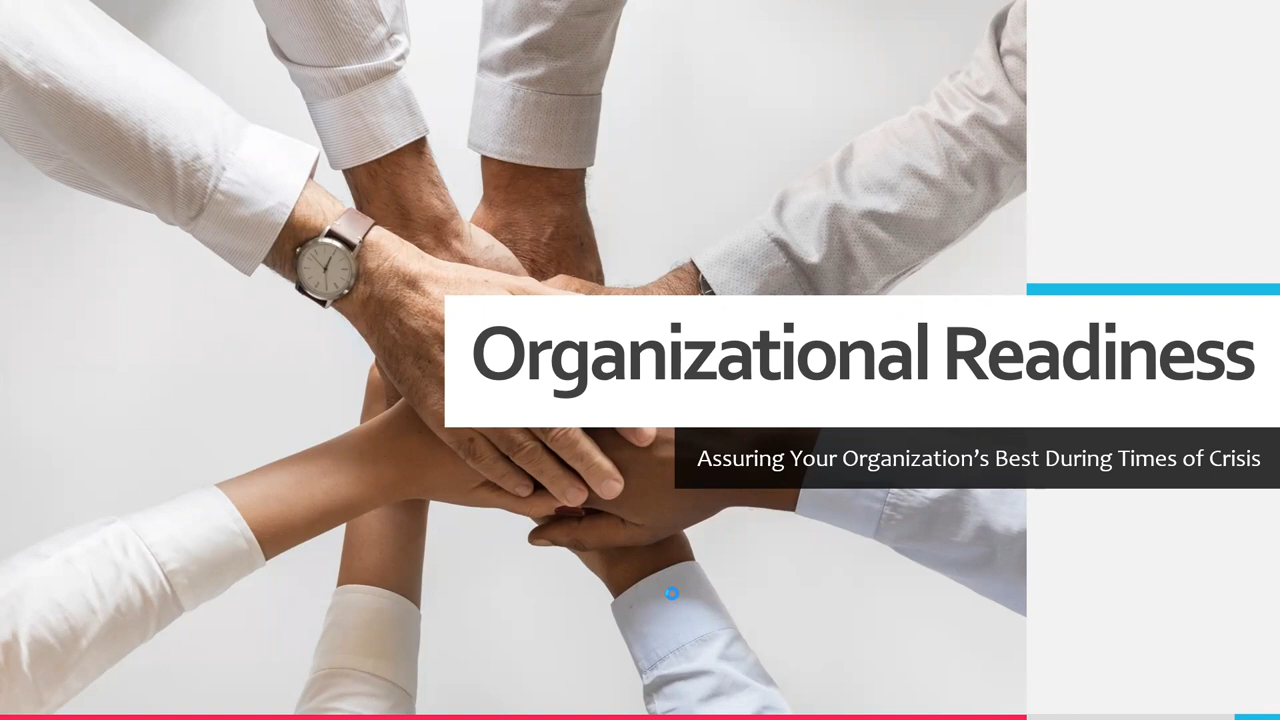 Organizational Readiness
Assuring Your Organization’s Best During Times of Crisis